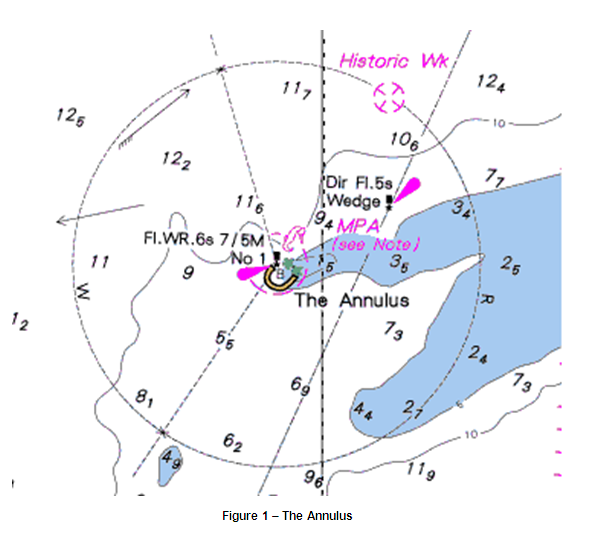 Historic Wk
12₄
11₇
12₅
10
10₆
12₂
7₇
Dir Fl.5s
Wedge
3₄
11₆
9₄
MPA
(see Note)
Fl.WR.6s 7/5M
No 1
11
9
B
1₅
3₅
2₅
W
R
The Annulus
1₂
5₅
7₃
2₄
6₉
7₃
8₁
4₄
2₇
5
6₂
10
4₉
9₆
11₉
Figure 1 – The Annulus